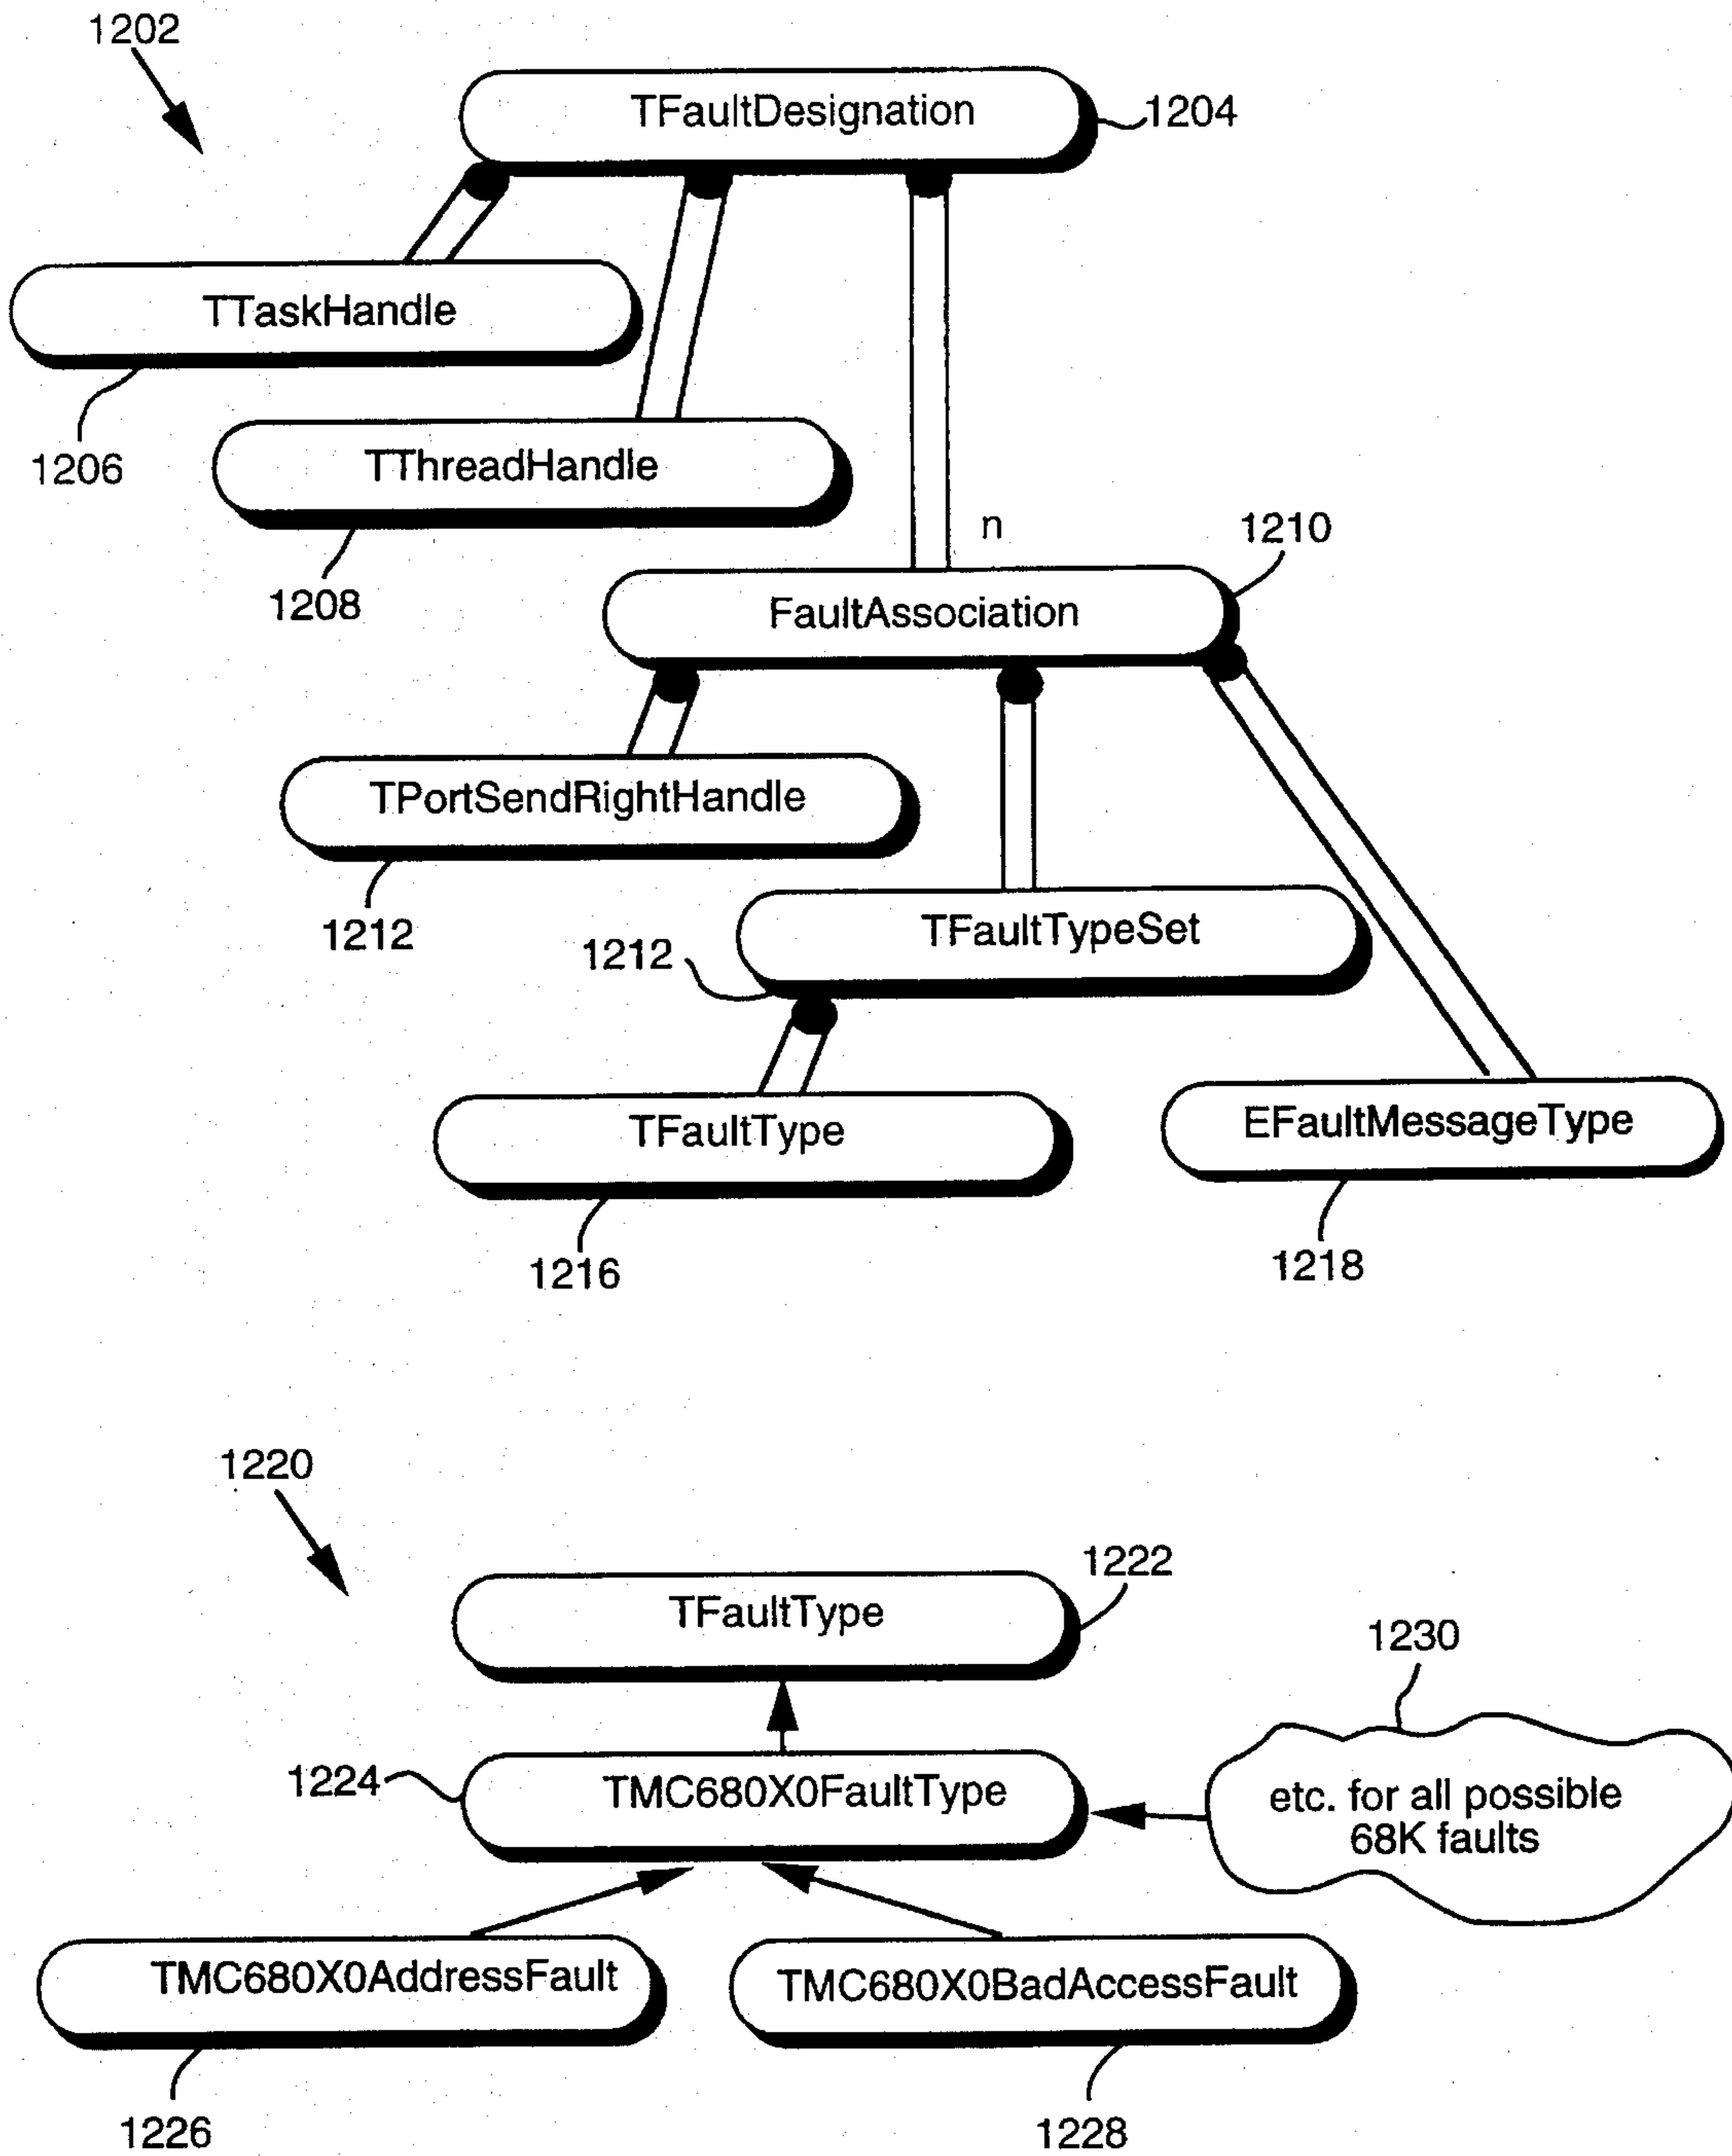 1202
TFaultDesignation
1204
TTaskHandle
1206
TThreadHandle
1208
n
1210
FaultAssociation
TPortSendRightHandle
1212
TFaultTypeSet
1212
TFaultType
1216
EFaultMessageType
1218
1220
1222
TFaultType
1230
1224
TMC680X0FaultType
etc. for all possible
68K faults
TMC680X0AddressFault
TMC680X0BadAccessFault
1226
1228